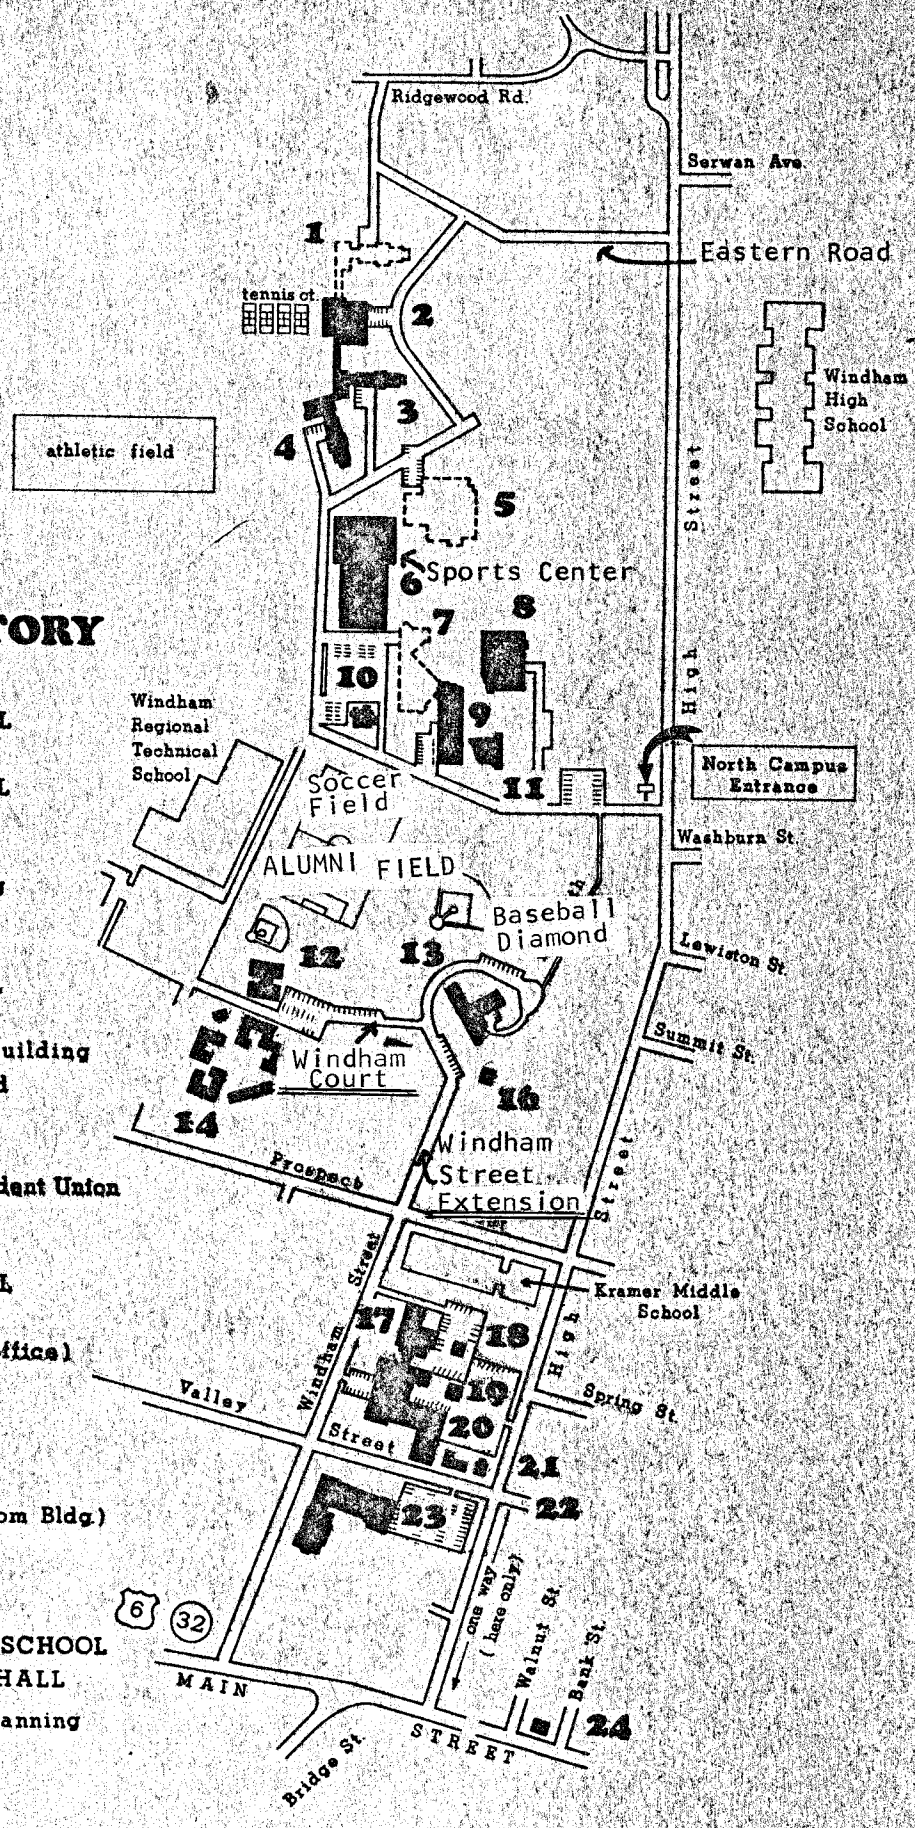 Ridgewood Rd.
Serwan Ave.
1
Eastern Road
tennis ct.
2
Windham
High
School
3
4
athletic field
Street
5
Sports Center
6
8
7
TORY
High
10
Windham
Regional
Technical
School
L
9
North Campus
Entrance
Soccer
Field
11
L
Washburn St.
ALUMNI FIELD
Baseball
Diamond
12
13
Lewiston St.
Summit St.
uilding
Windham
Court
16
14
Windham
Street
Extension
Prospect
Street
dent Union
Street
Kramer Middle
School
L
17
18
High
Windham
ffice)
Valley
19
Spring St.
20
Street
21
22
om Bldg.)
23
one way
(here only)
Walnut St.
Bank St.
6
32
SCHOOL
HALL
MAIN
anning
24
STREET
Bridge St.